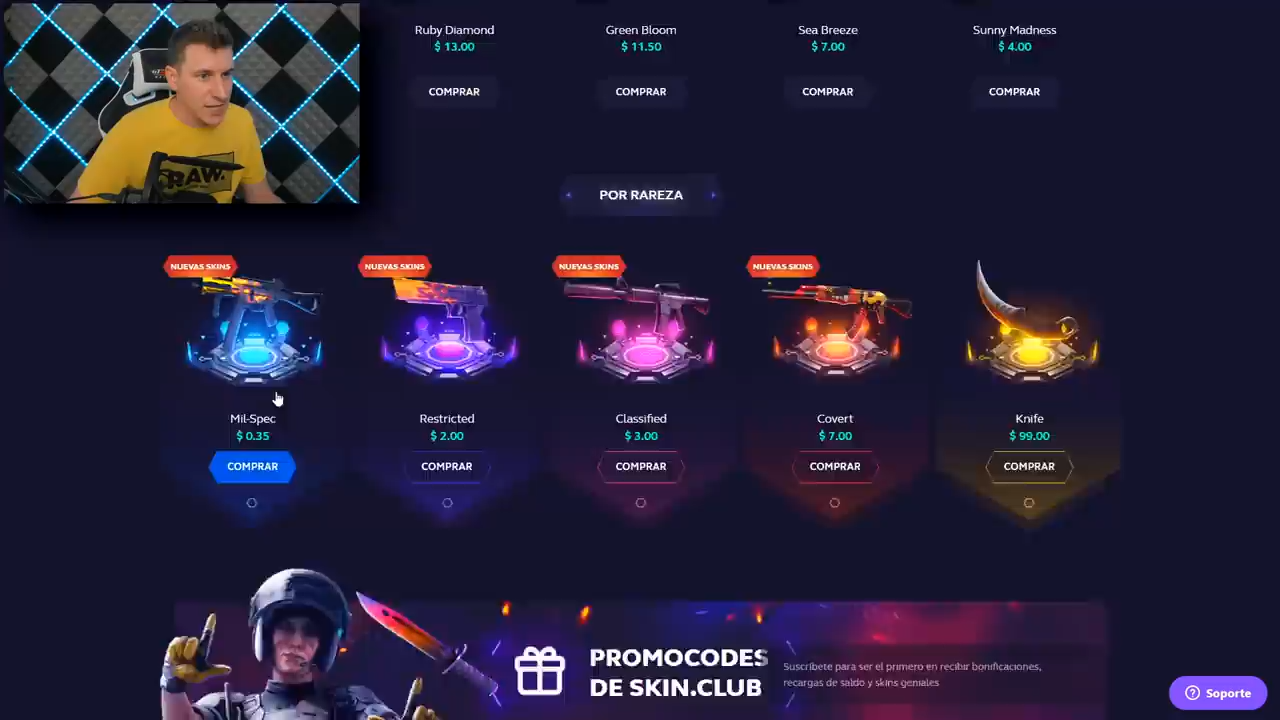 Ruby Diamond
$ 13.00
COMPRAR
Green Bloom
$ 11.50
COMPRAR
Sea Breeze
$ 7.00
COMPRAR
Sunny Madness
$ 4.00
COMPRAR
RAW.
POR RAREZA
NUEVAS SKINS
Mil-Spec
$ 0.35
COMPRAR
NUEVAS SKINS
Restricted
$ 2.00
COMPRAR
NUEVAS SKINS
Classified
$ 3.00
COMPRAR
NUEVAS SKINS
Covert
$ 7.00
COMPRAR
Knife
$ 99.00
COMPRAR
PROMOCODES
DE SKIN.CLUB
Suscríbete para ser el primero en recibir bonificaciones,
recargas de saldo y skins geniales
Soporte